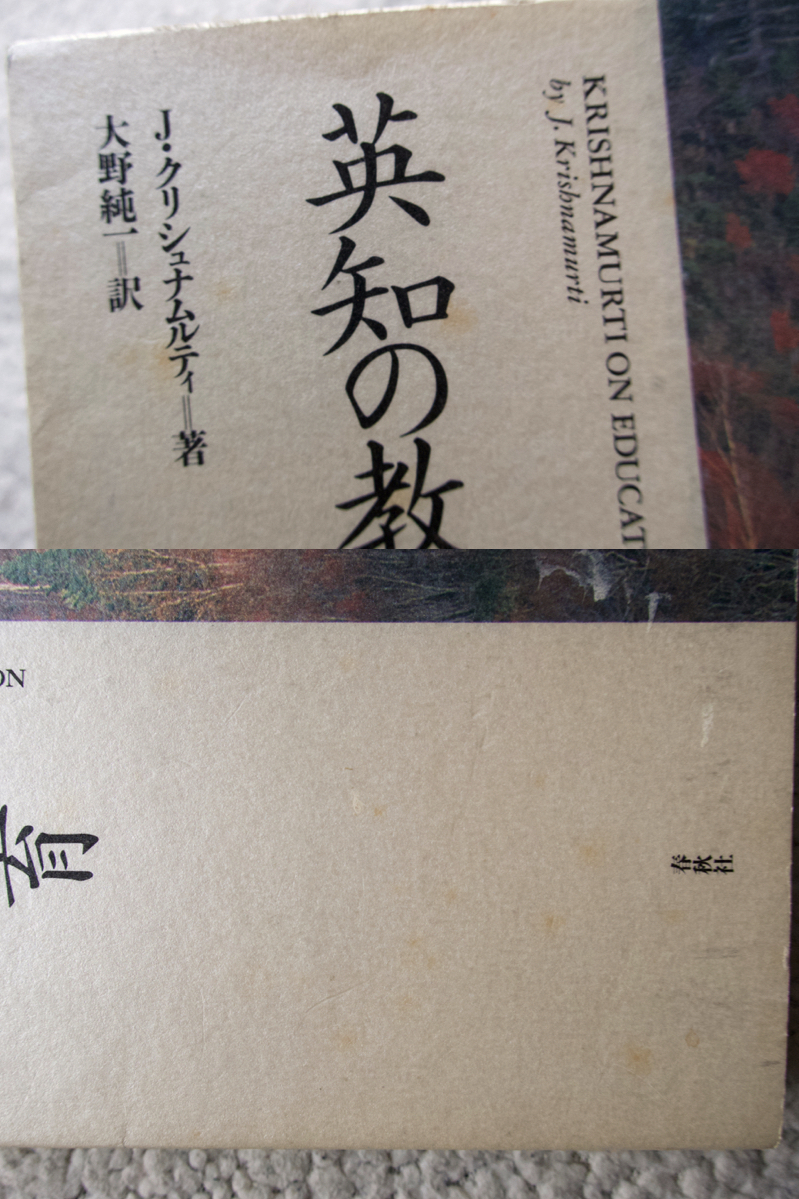 KRISHNAMURTI ON EDUCAT
by J. Krishnamurti
英知の教
J・クリシュナムルティ=著
大野純一=訳
ON
育
春秋社